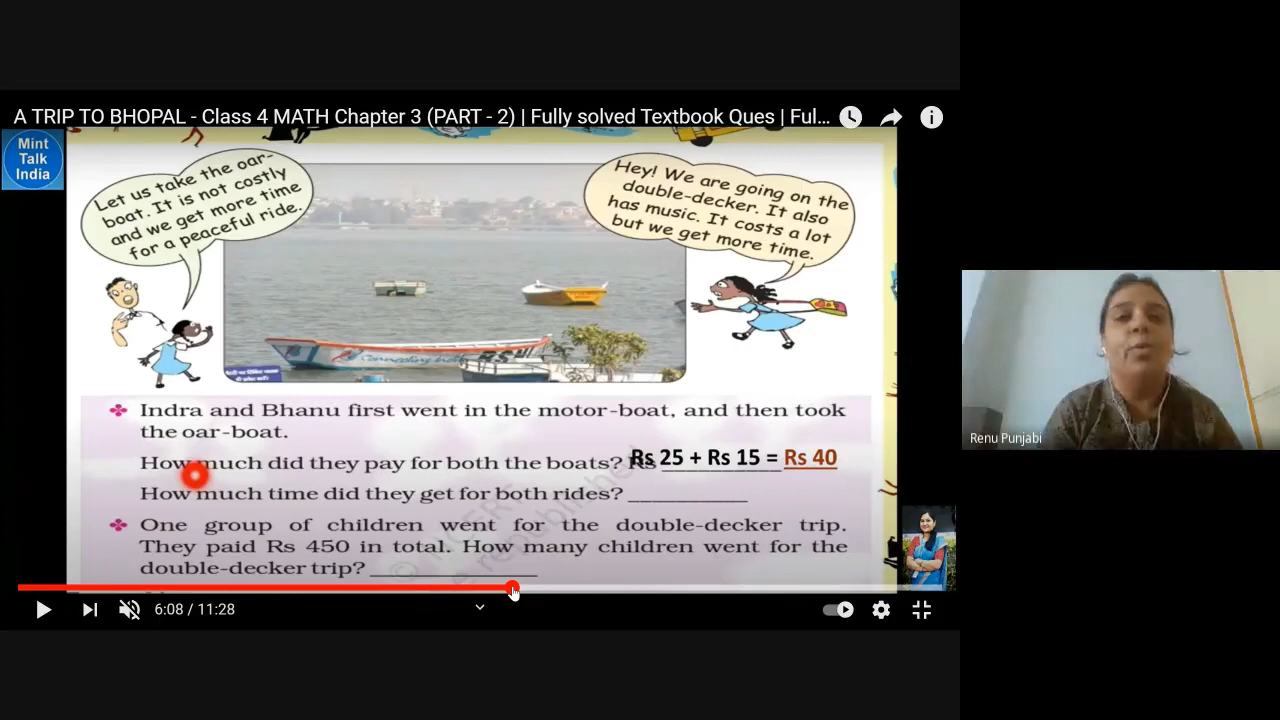 A TRIP TO BHOPAL - Class 4 MATH Chapter 3 (PART - 2) | Fully solved Textbook Ques | Ful...
Mint
Talk
India
Let us take the oar-
boat. It is not costly
and we get more time
for a peaceful ride.
Hey! We are going on the
double-decker. It also
has music. It costs a lot
but we get more time.
Indra and Bhanu first went in the motor-boat, and then took
the oar-boat.
How much did they pay for both the boats? Rs 25 + Rs 15 = Rs 40
How much time did they get for both rides? __________
One group of children went for the double-decker trip.
They paid Rs 450 in total. How many children went for the
double-decker trip? ______________
6:08 / 11:28
Renu Punjabi